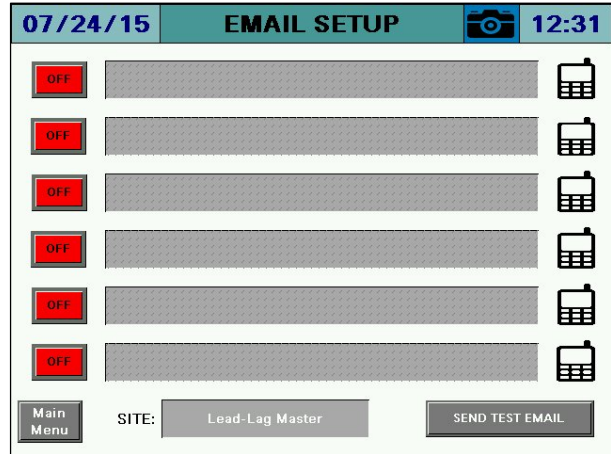 07/24/15 EMAIL SETUP 12:31
OFF
OFF
OFF
OFF
OFF
OFF
Main
Menu
SITE: Lead-Lag Master SEND TEST EMAIL